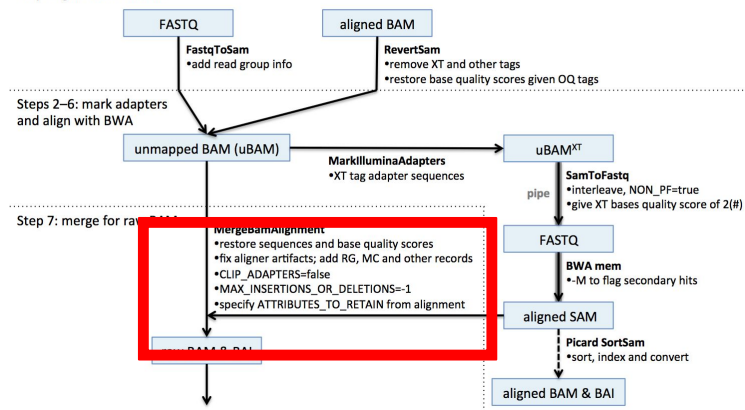 FASTQ
aligned BAM
FastqToSam
•add read group info
RevertSam
•remove XT and other tags
•restore base quality scores given OQ tags
Steps 2–6: mark adapters
and align with BWA
unmapped BAM (uBAM)
MarkIlluminaAdapters
•XT tag adapter sequences
uBAMXT
pipe
SamToFastq
•interleave, NON_PF=true
•give XT bases quality score of 2(#)
FASTQ
Step 7: merge for raw BAM
MergeBamAlignment
•restore sequences and base quality scores
•fix aligner artifacts; add RG, MC and other records
•CLIP_ADAPTERS=false
•MAX_INSERTIONS_OR_DELETIONS=-1
•specify ATTRIBUTES_TO_RETAIN from alignment
BWA mem
•-M to flag secondary hits
aligned SAM
raw BAM & BAI
Picard SortSam
•sort, index and convert
aligned BAM & BAI